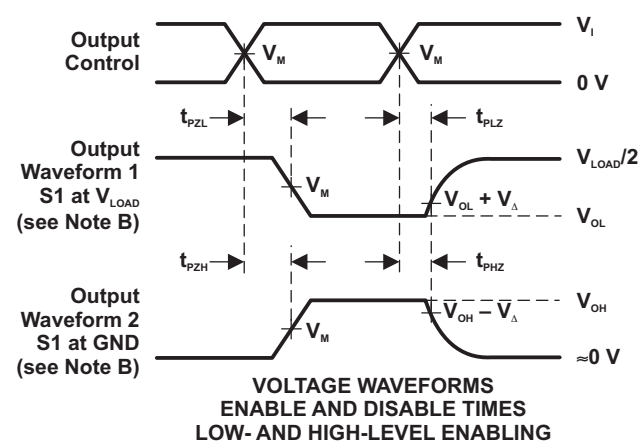 Output
Control
V_M
V_M
V_I
0 V
t_PZL
t_PLZ
Output
Waveform 1
S1 at V_LOAD
(see Note B)
V_M
V_OL + V_Δ
V_LOAD/2
V_OL
t_PZH
t_PHZ
Output
Waveform 2
S1 at GND
(see Note B)
V_M
V_OH – V_Δ
V_OH
≈0 V
VOLTAGE WAVEFORMS
ENABLE AND DISABLE TIMES
LOW- AND HIGH-LEVEL ENABLING